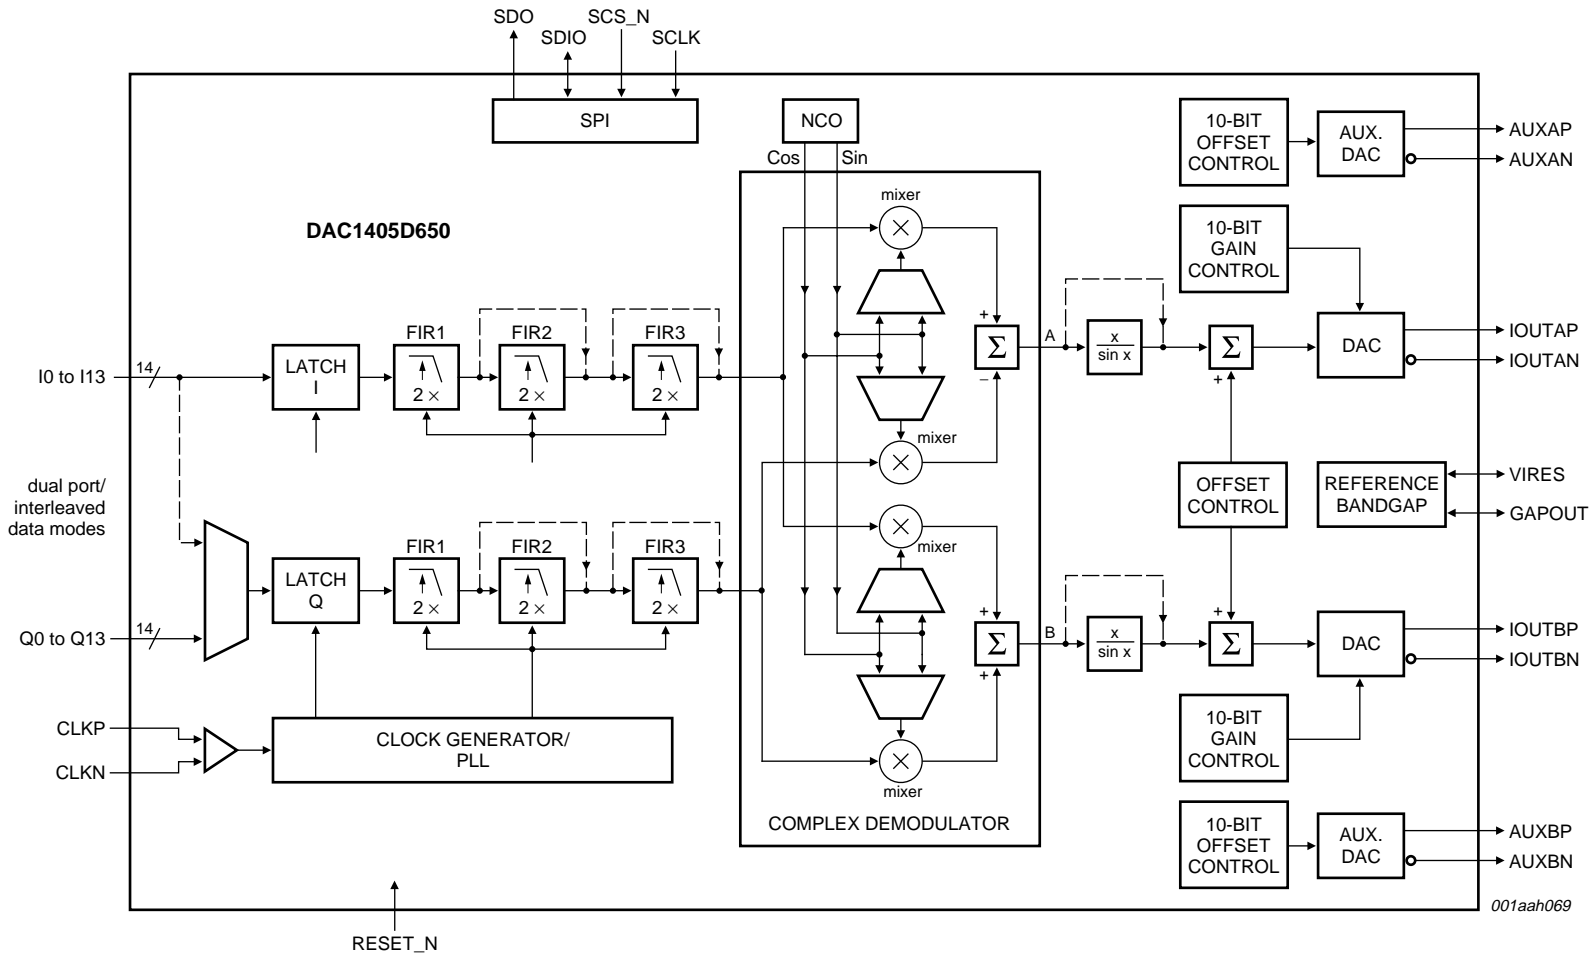 SDO
SDIO
SCS_N
SCLK
SPI
NCO
Cos
Sin
10-BIT
OFFSET
CONTROL
AUX.
DAC
AUXAP
AUXAN
mixer
DAC1405D650
10-BIT
GAIN
CONTROL
I0 to I13
14
LATCH
I
FIR1
2 ×
FIR2
2 ×
FIR3
2 ×
+
Σ
−
A
x
sin x
Σ
+
DAC
IOUTAP
IOUTAN
mixer
dual port/
interleaved
data modes
OFFSET
CONTROL
REFERENCE
BANDGAP
VIRES
GAPOUT
mixer
Q0 to Q13
14
LATCH
Q
FIR1
2 ×
FIR2
2 ×
FIR3
2 ×
+
Σ
+
B
x
sin x
+
Σ
DAC
IOUTBP
IOUTBN
CLKP
CLKN
CLOCK GENERATOR/
PLL
10-BIT
GAIN
CONTROL
mixer
COMPLEX DEMODULATOR
10-BIT
OFFSET
CONTROL
AUX.
DAC
AUXBP
AUXBN
RESET_N
001aah069